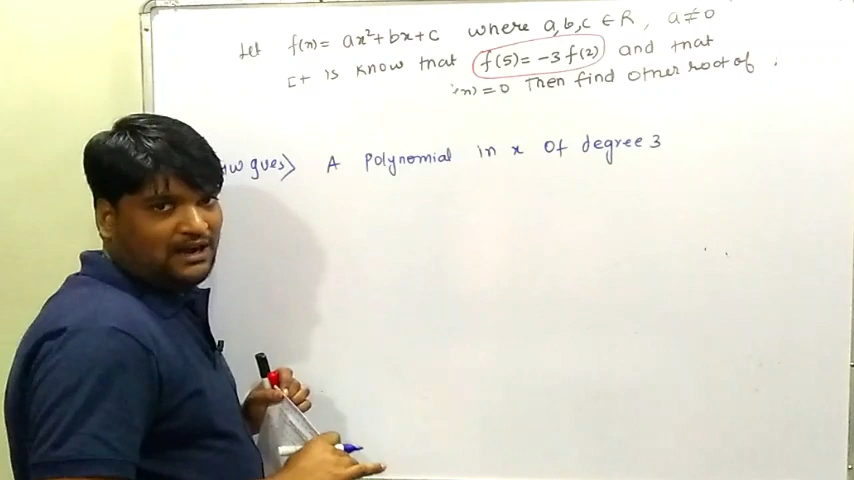 Let f(x) = ax²+bx+c where a,b,c ∈ R, a≠0
It is know that f(5) = -3 f(2) and that
x) = 0 Then find other root of
A polynomial in x of degree 3